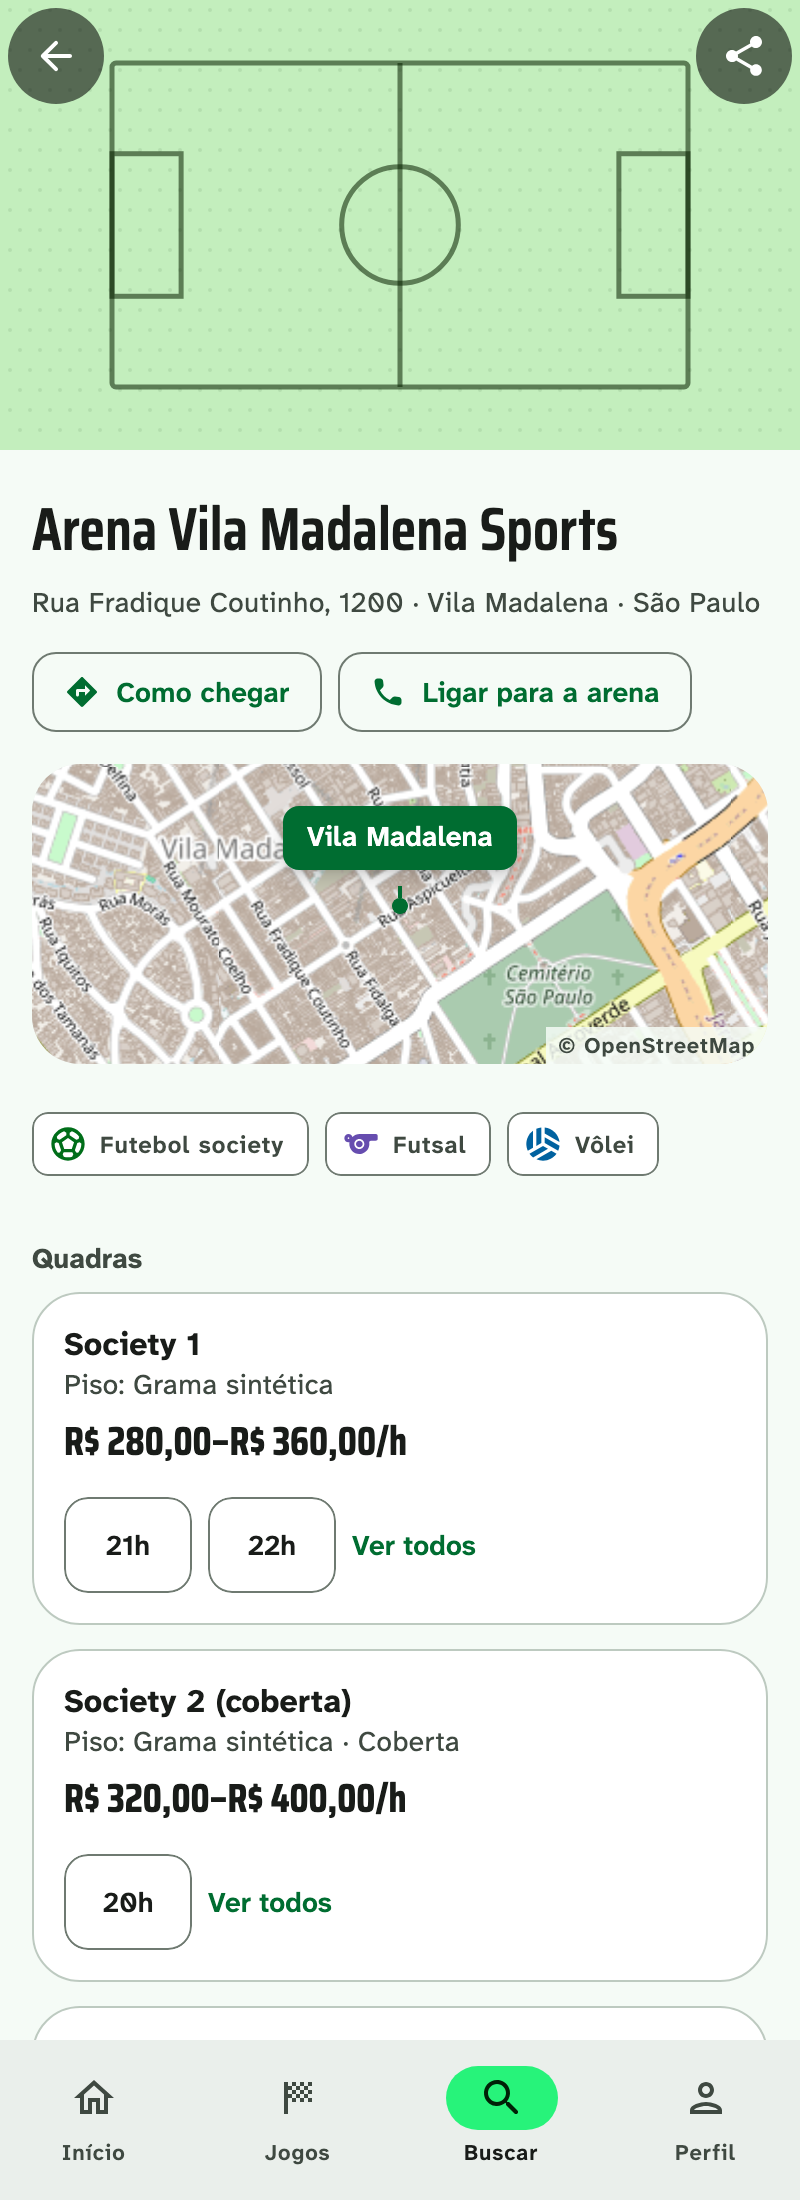 Arena Vila Madalena Sports
Rua Fradique Coutinho, 1200 · Vila Madalena · São Paulo
Como chegar
Ligar para a arena
Vila Madalena
Vila Mada
Rua Morás
Rua Mourato Coelho
Rua Fradique Coutinho
Rua Fidalga
Rua Iquitos
dos Tamanás
Cemitério
São Paulo
© OpenStreetMap
Futebol society
Futsal
Vôlei
Quadras
Society 1
Piso: Grama sintética
R$ 280,00–R$ 360,00/h
21h
22h
Ver todos
Society 2 (coberta)
Piso: Grama sintética · Coberta
R$ 320,00–R$ 400,00/h
20h
Ver todos
Início
Jogos
Buscar
Perfil